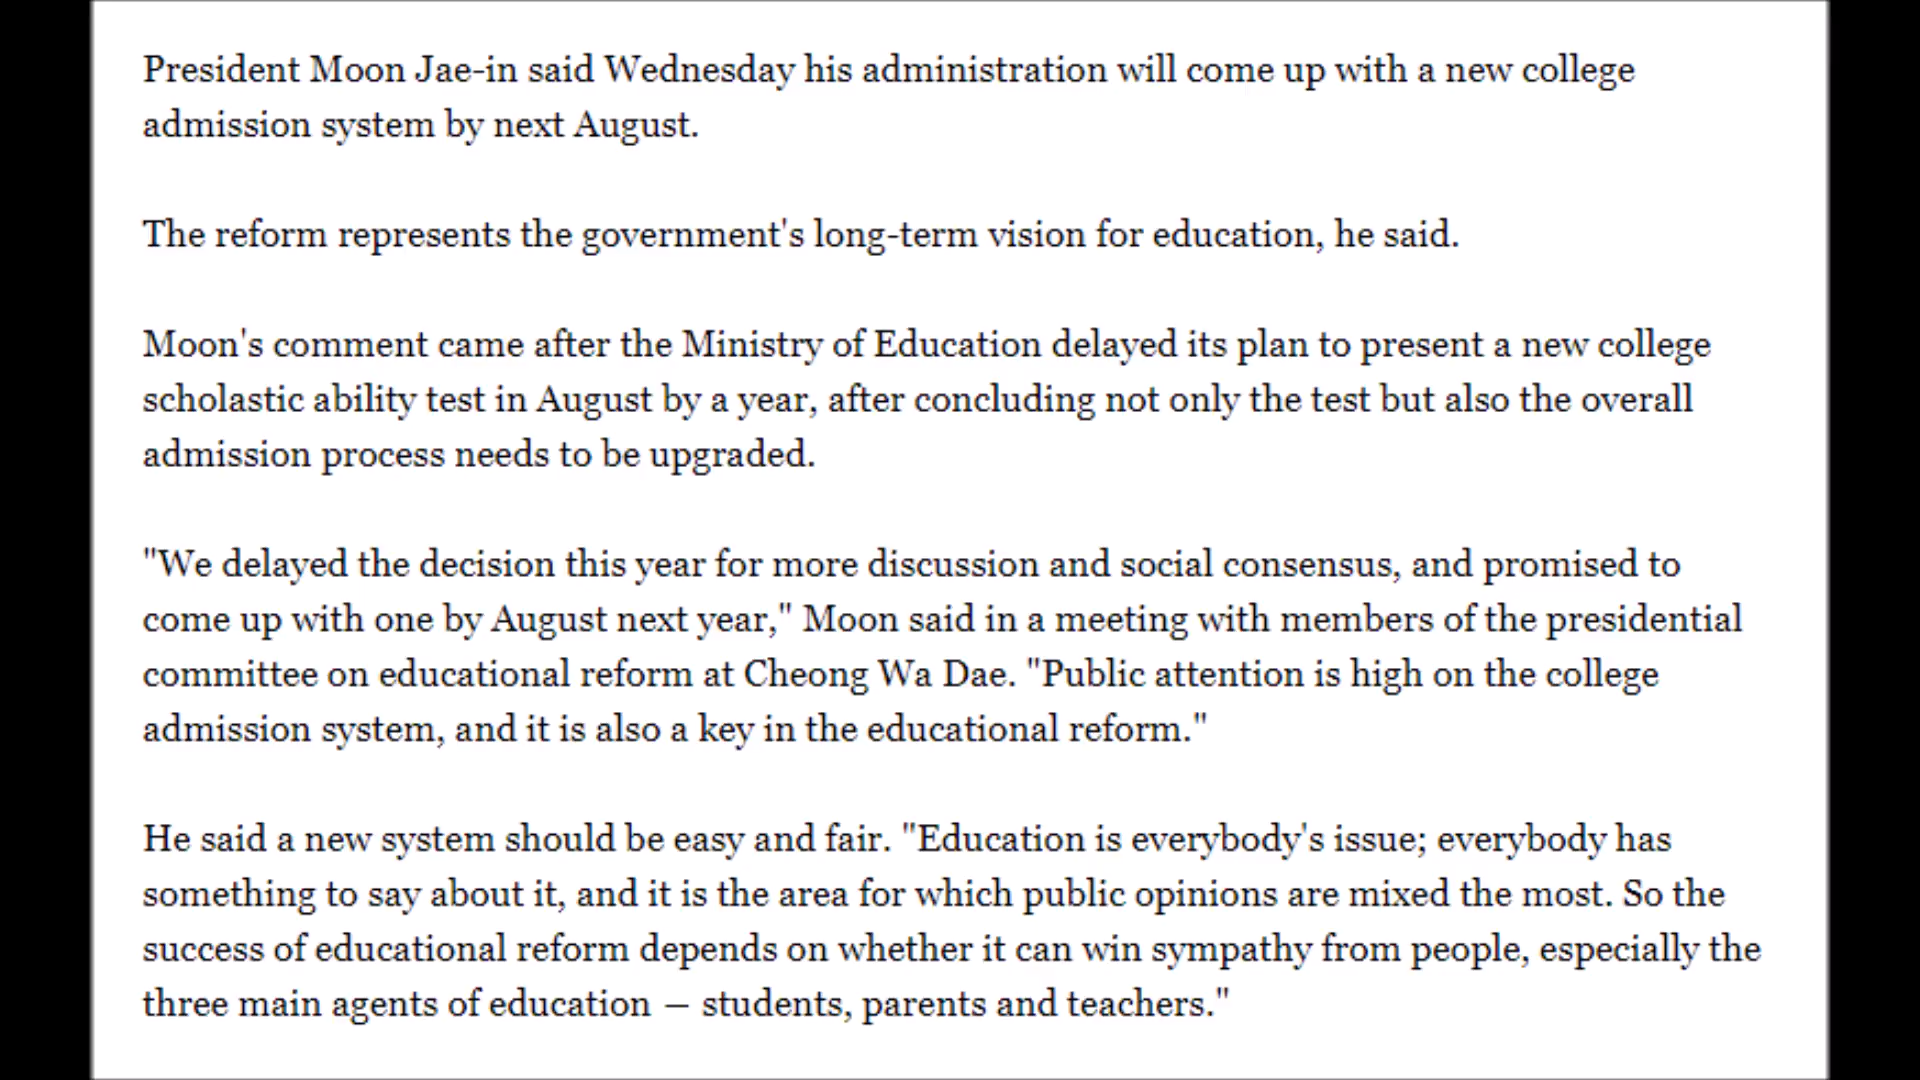 President Moon Jae-in said Wednesday his administration will come up with a new college
admission system by next August.
The reform represents the government's long-term vision for education, he said.
Moon's comment came after the Ministry of Education delayed its plan to present a new college
scholastic ability test in August by a year, after concluding not only the test but also the overall
admission process needs to be upgraded.
"We delayed the decision this year for more discussion and social consensus, and promised to
come up with one by August next year," Moon said in a meeting with members of the presidential
committee on educational reform at Cheong Wa Dae. "Public attention is high on the college
admission system, and it is also a key in the educational reform."
He said a new system should be easy and fair. "Education is everybody's issue; everybody has
something to say about it, and it is the area for which public opinions are mixed the most. So the
success of educational reform depends on whether it can win sympathy from people, especially the
three main agents of education — students, parents and teachers."